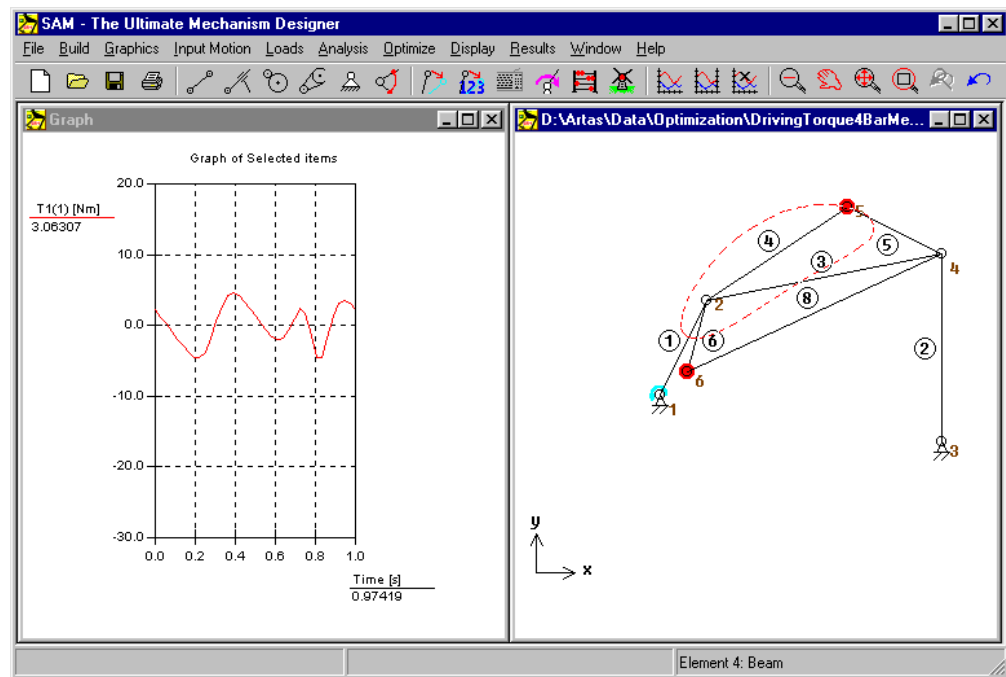 SAM - The Ultimate Mechanism Designer
File Build Graphics Input Motion Loads Analysis Optimize Display Results Window Help
123
Graph
Graph of Selected items
T1(1) [Nm]
3.06307
20.0
10.0
0.0
-10.0
-20.0
-30.0
0.0 0.2 0.4 0.6 0.8 1.0
Time [s]
0.97419
D:\Artas\Data\Optimization\DrivingTorque4BarMe...
5
4
5
3
4
2
8
1
6
2
6
1
3
y
x
Element 4: Beam